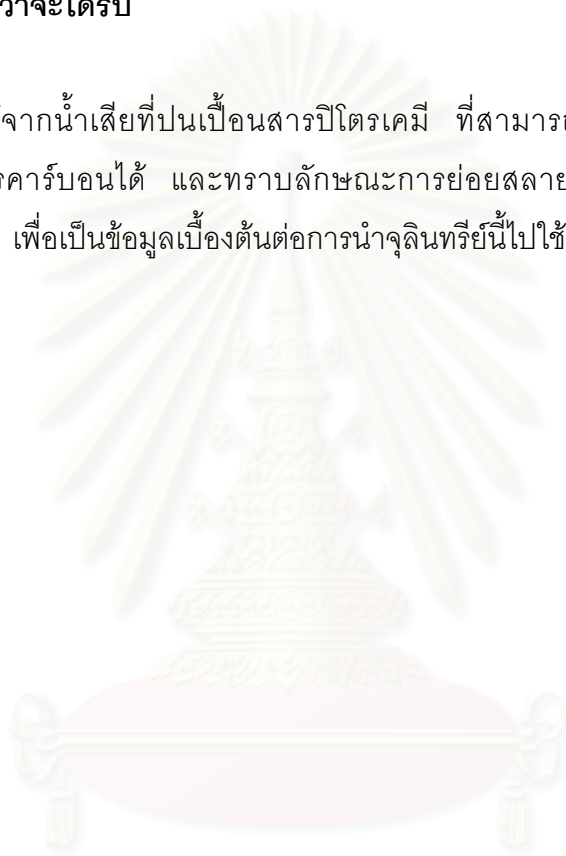 ว่าจะได้รับ
จากน้ำเสียที่ปนเปื้อนสารปิโตรเคมี ที่สามารถ
รคาร์บอนได้ และทราบลักษณะการย่อยสลาย
เพื่อเป็นข้อมูลเบื้องต้นต่อการนำจุลินทรีย์นี้ไปใช้